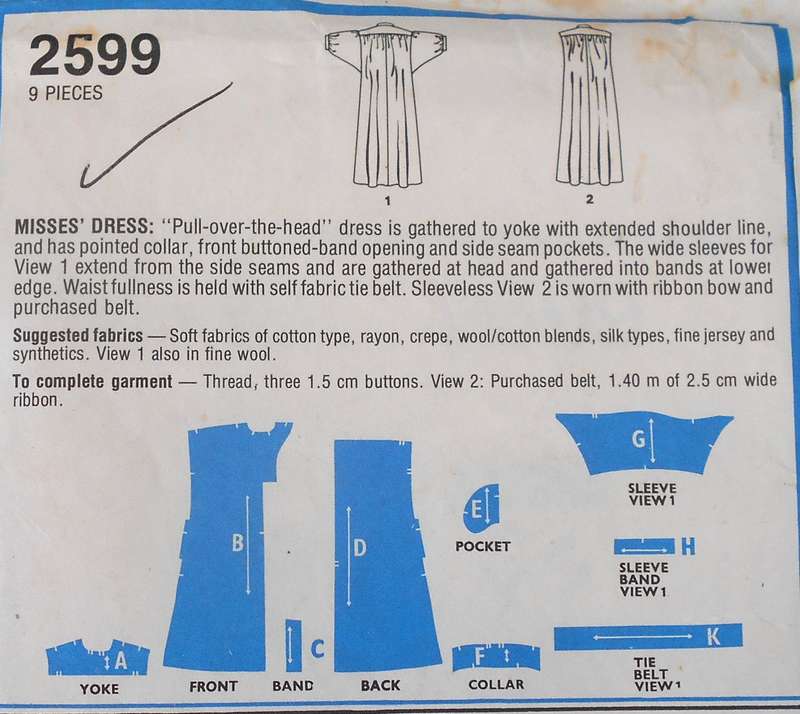 2599
9 PIECES
1
2
MISSES' DRESS: "Pull-over-the-head" dress is gathered to yoke with extended shoulder line,
and has pointed collar, front buttoned-band opening and side seam pockets. The wide sleeves for
View 1 extend from the side seams and are gathered at head and gathered into bands at lower
edge. Waist fullness is held with self fabric tie belt. Sleeveless View 2 is worn with ribbon bow and
purchased belt.
Suggested fabrics — Soft fabrics of cotton type, rayon, crepe, wool/cotton blends, silk types, fine jersey and
synthetics. View 1 also in fine wool.
To complete garment — Thread, three 1.5 cm buttons. View 2: Purchased belt, 1.40 m of 2.5 cm wide
ribbon.
A
YOKE
B
FRONT
C
BAND
D
BACK
E
POCKET
F
COLLAR
G
SLEEVE
VIEW 1
H
SLEEVE
BAND
VIEW 1
K
TIE
BELT
VIEW 1